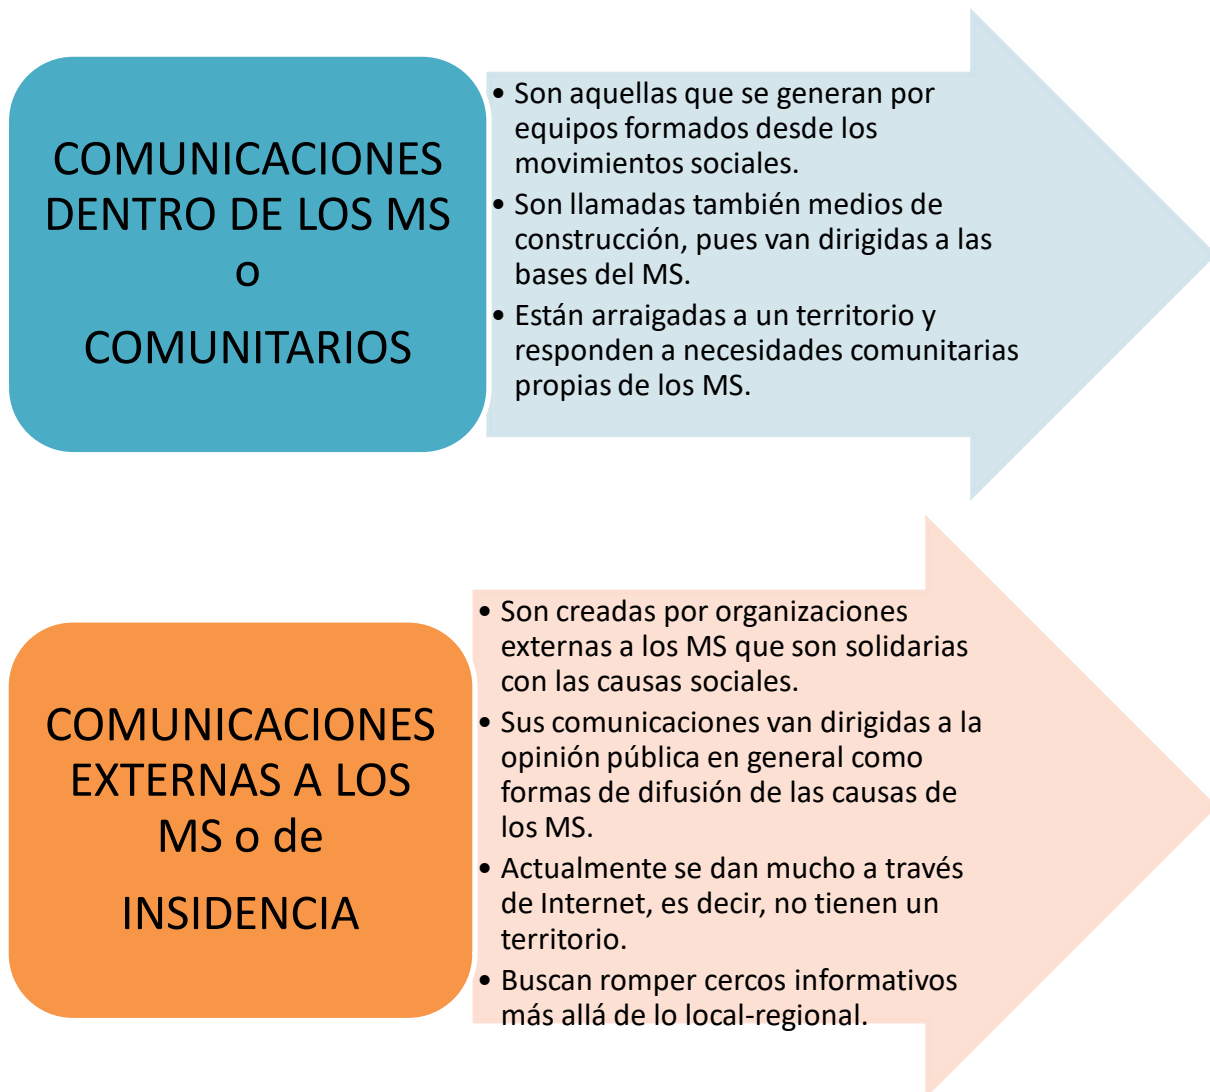 COMUNICACIONES
DENTRO DE LOS MS
o
COMUNITARIOS
• Son aquellas que se generan por
equipos formados desde los
movimientos sociales.
• Son llamadas también medios de
construcción, pues van dirigidas a las
bases del MS.
• Están arraigadas a un territorio y
responden a necesidades comunitarias
propias de los MS.
COMUNICACIONES
EXTERNAS A LOS
MS o de
INSIDENCIA
• Son creadas por organizaciones
externas a los MS que son solidarias
con las causas sociales.
• Sus comunicaciones van dirigidas a la
opinión pública en general como
formas de difusión de las causas de
los MS.
• Actualmente se dan mucho a través
de Internet, es decir, no tienen un
territorio.
• Buscan romper cercos informativos
más allá de lo local-regional.